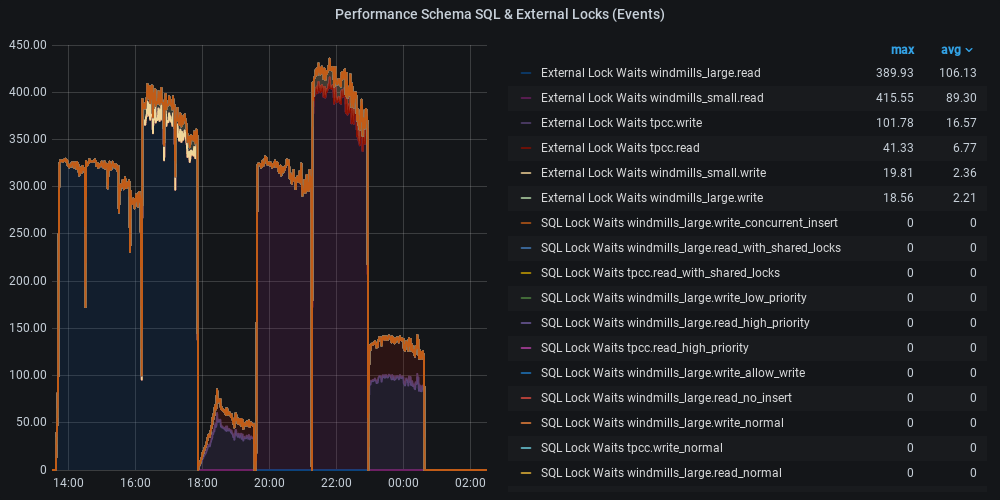 Performance Schema SQL & External Locks (Events)
450.00
400.00
350.00
300.00
250.00
200.00
150.00
100.00
50.00
0
14:00 16:00 18:00 20:00 22:00 00:00 02:00
max avg
External Lock Waits windmills_large.read 389.93 106.13
External Lock Waits windmills_small.read 415.55 89.30
External Lock Waits tpcc.write 101.78 16.57
External Lock Waits tpcc.read 41.33 6.77
External Lock Waits windmills_small.write 19.81 2.36
External Lock Waits windmills_large.write 18.56 2.21
SQL Lock Waits windmills_large.write_concurrent_insert 0 0
SQL Lock Waits windmills_large.read_with_shared_locks 0 0
SQL Lock Waits tpcc.read_with_shared_locks 0 0
SQL Lock Waits windmills_large.write_low_priority 0 0
SQL Lock Waits windmills_large.read_high_priority 0 0
SQL Lock Waits tpcc.read_high_priority 0 0
SQL Lock Waits windmills_large.write_allow_write 0 0
SQL Lock Waits windmills_large.read_no_insert 0 0
SQL Lock Waits windmills_large.write_normal 0 0
SQL Lock Waits tpcc.write_normal 0 0
SQL Lock Waits windmills_large.read_normal 0 0